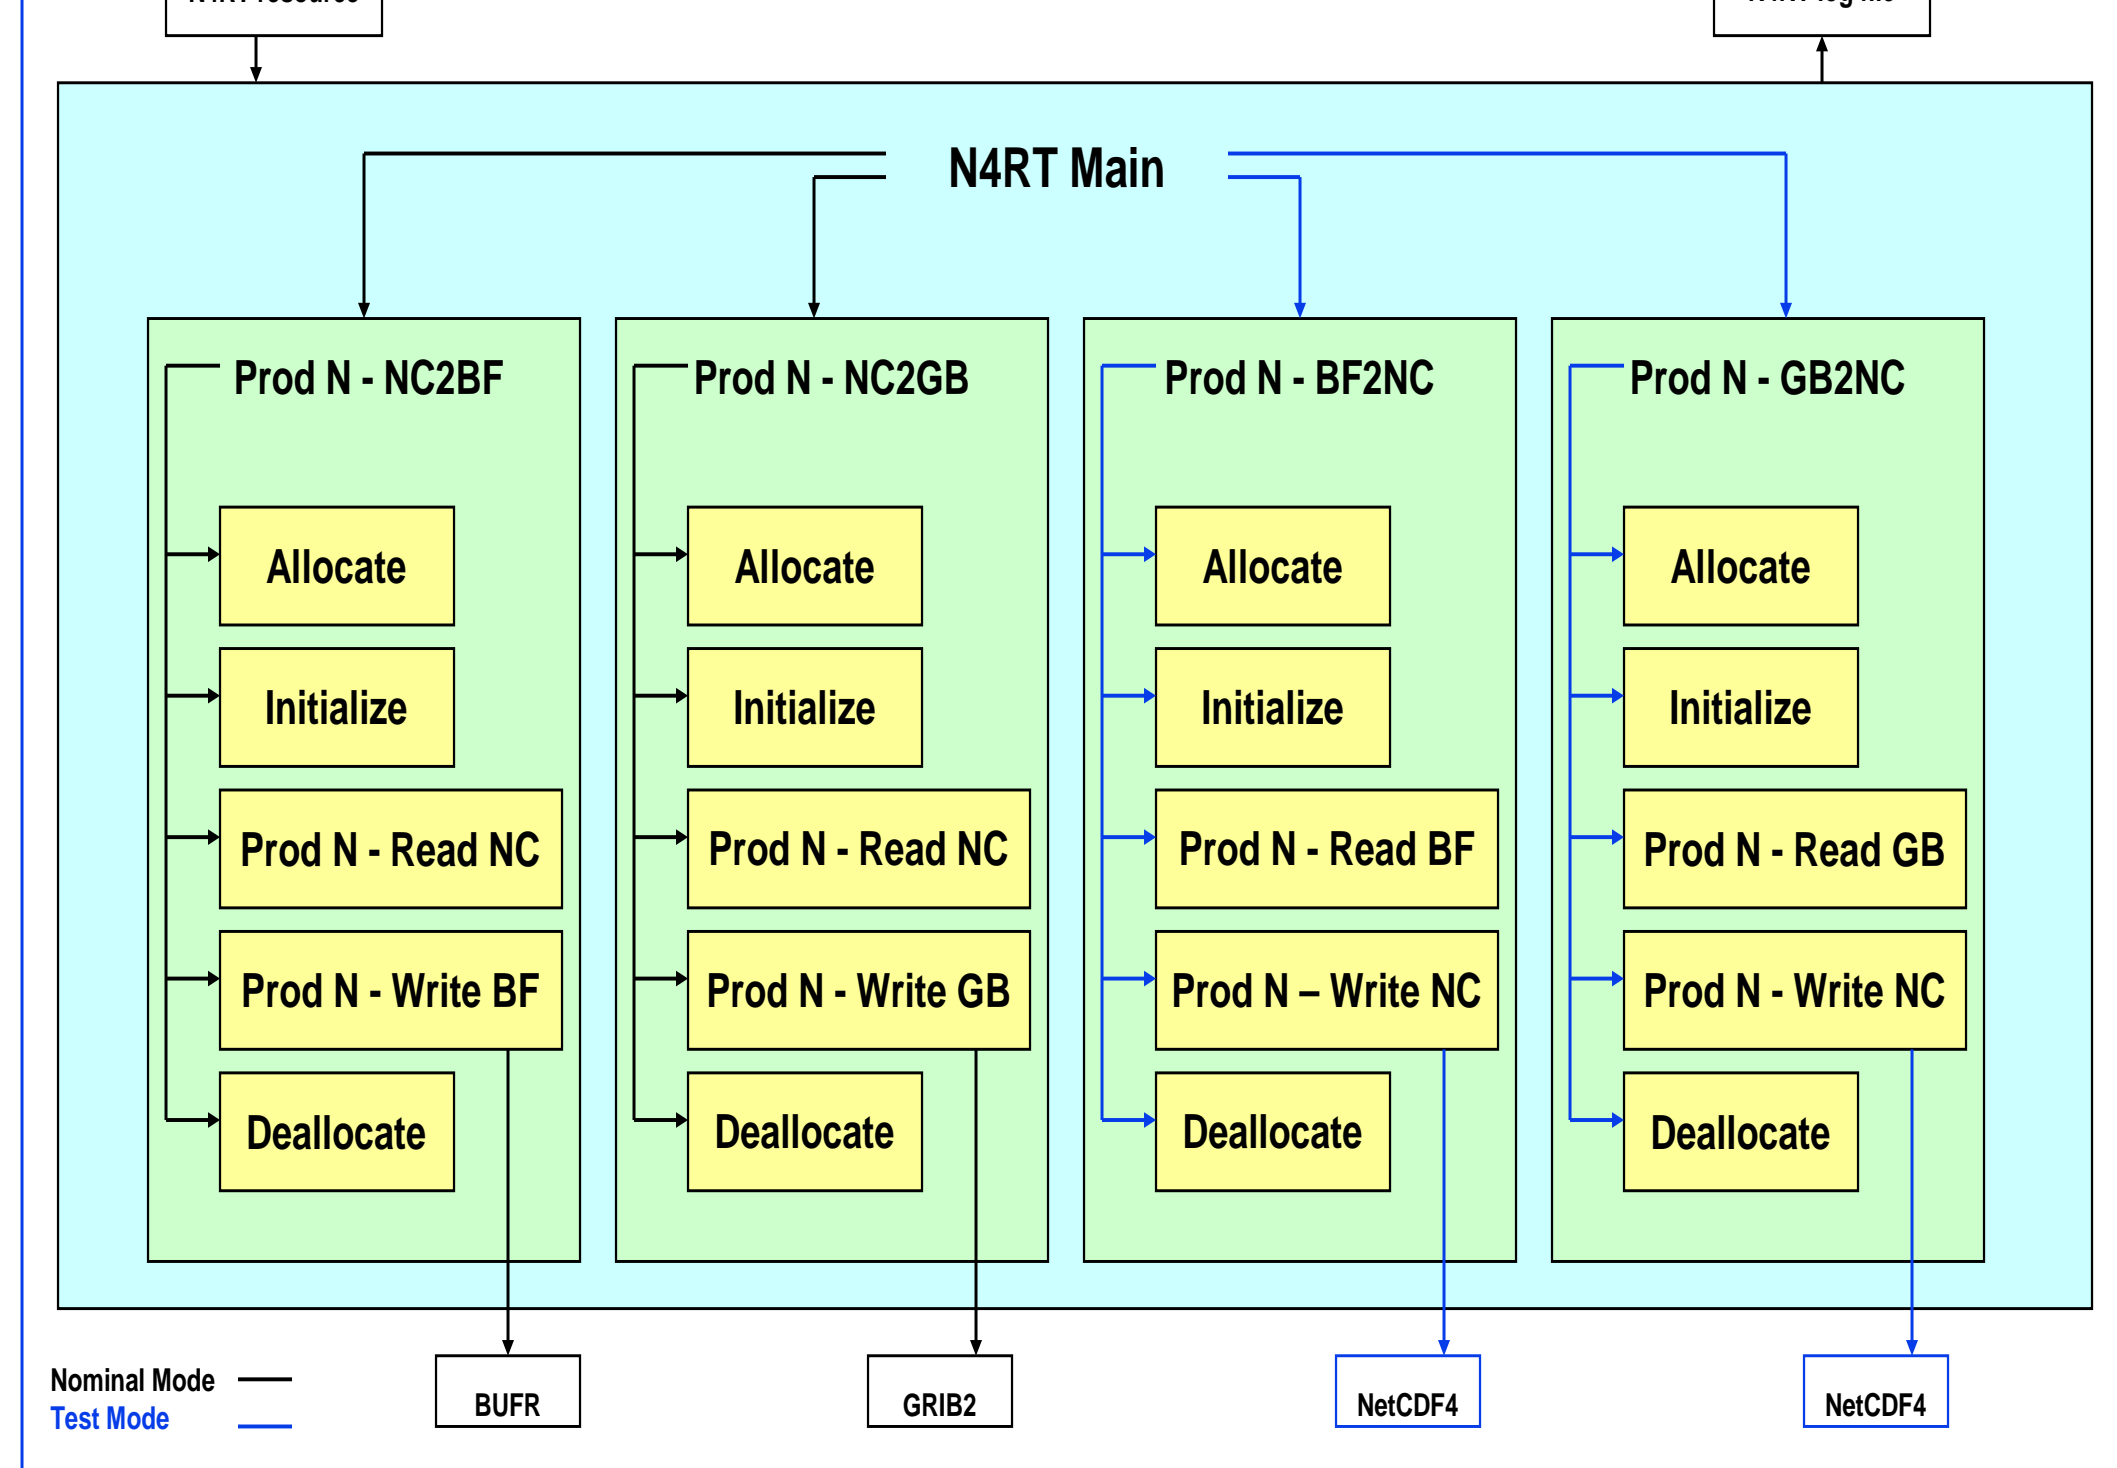 N4RT Main
Prod N - NC2BF
Allocate
Initialize
Prod N - Read NC
Prod N - Write BF
Deallocate
Prod N - NC2GB
Allocate
Initialize
Prod N - Read NC
Prod N - Write GB
Deallocate
Prod N - BF2NC
Allocate
Initialize
Prod N - Read BF
Prod N – Write NC
Deallocate
Prod N - GB2NC
Allocate
Initialize
Prod N - Read GB
Prod N - Write NC
Deallocate
Nominal Mode
Test Mode
BUFR
GRIB2
NetCDF4
NetCDF4